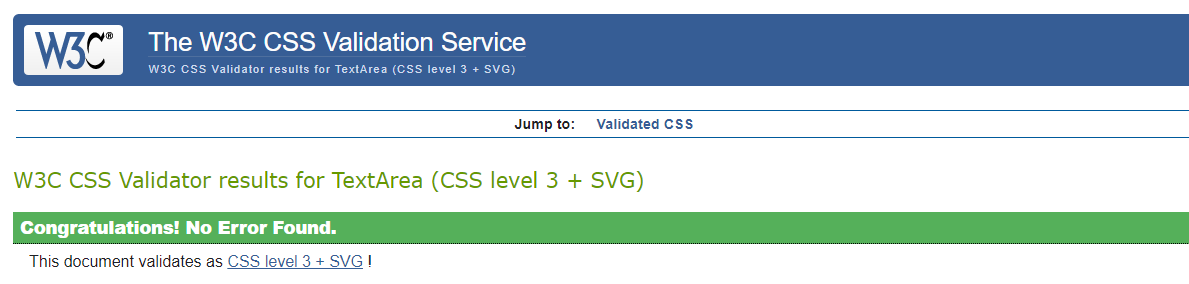 W3C®
The W3C CSS Validation Service
W3C CSS Validator results for TextArea (CSS level 3 + SVG)
Jump to: Validated CSS
W3C CSS Validator results for TextArea (CSS level 3 + SVG)
Congratulations! No Error Found.
This document validates as CSS level 3 + SVG !